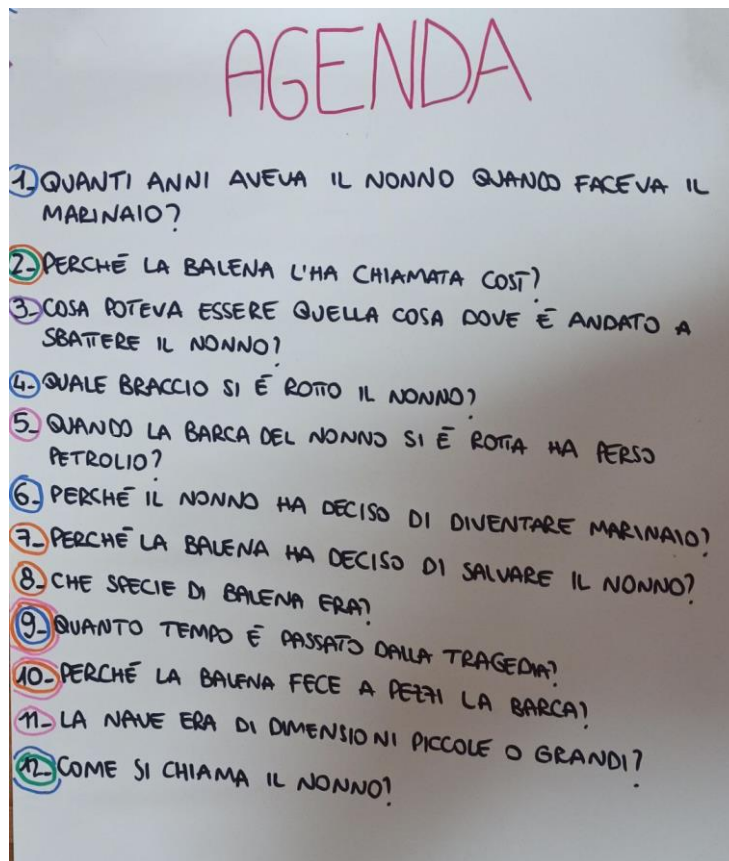 AGENDA
1- QUANTI ANNI AVEVA IL NONNO QUANDO FACEVA IL
MARINAIO?
2- PERCHÉ LA BALENA L'HA CHIAMATA COSÌ?
3- COSA POTEVA ESSERE QUELLA COSA DOVE È ANDATO A
SBATTERE IL NONNO?
4- QUALE BRACCIO SI È ROTTO IL NONNO?
5- QUANDO LA BARCA DEL NONNO SI È ROTTA HA PERSO
PETROLIO?
6- PERCHÉ IL NONNO HA DECISO DI DIVENTARE MARINAIO?
7- PERCHÉ LA BALENA HA DECISO DI SALVARE IL NONNO?
8- CHE SPECIE DI BALENA ERA?
9- QUANTO TEMPO È PASSATO DALLA TRAGEDIA?
10- PERCHÉ LA BALENA FECE A PEZZI LA BARCA?
11- LA NAVE ERA DI DIMENSIONI PICCOLE O GRANDI?
12- COME SI CHIAMA IL NONNO?